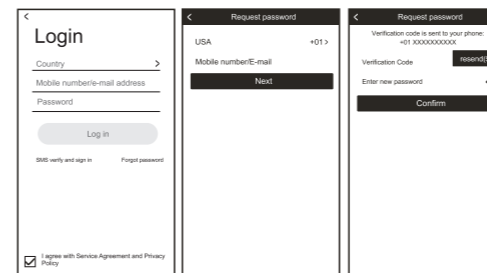 Login
Country
Mobile number/e-mail address
Password
Log in
SMS verify and sign in Forgot password
I agree with Service Agreement and Privacy
Policy
Request password
USA +01
Mobile number/E-mail
Next
Request password
Verification code is sent to your phone:
+01 XXXXXXXXXX
Verification Code
Enter new password
Confirm